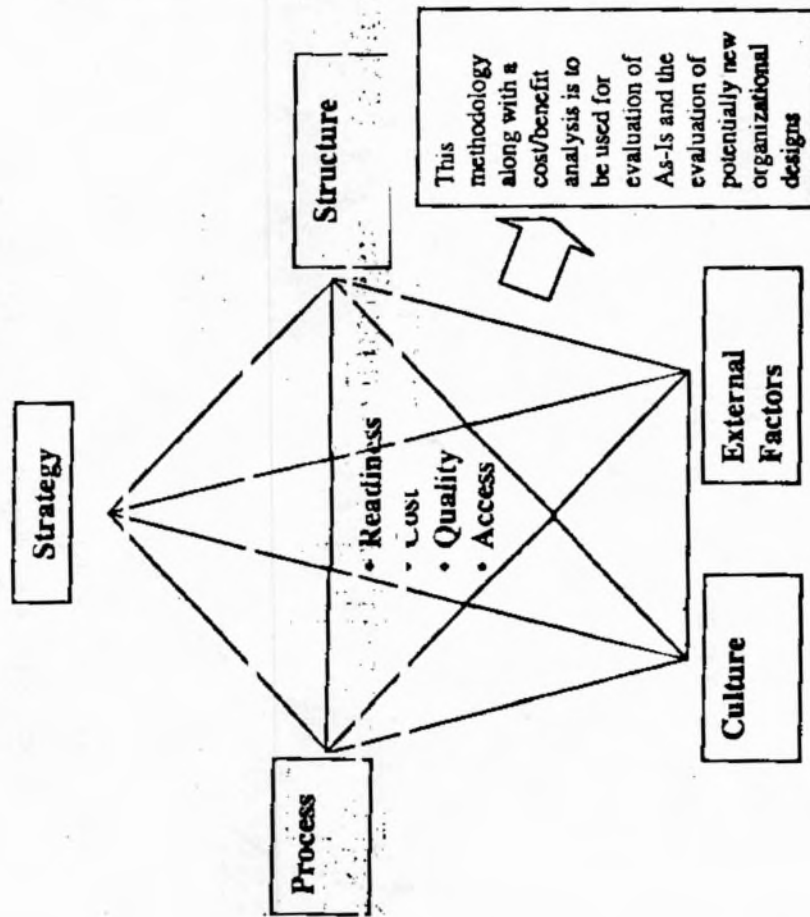 Strategy
Process
Structure
• Readiness
• Cost
• Quality
• Access
Culture
External
Factors
This
methodology
along with a
cost/benefit
analysis is to
be used for
evaluation of
As-Is and the
evaluation of
potentially new
organizational
designs